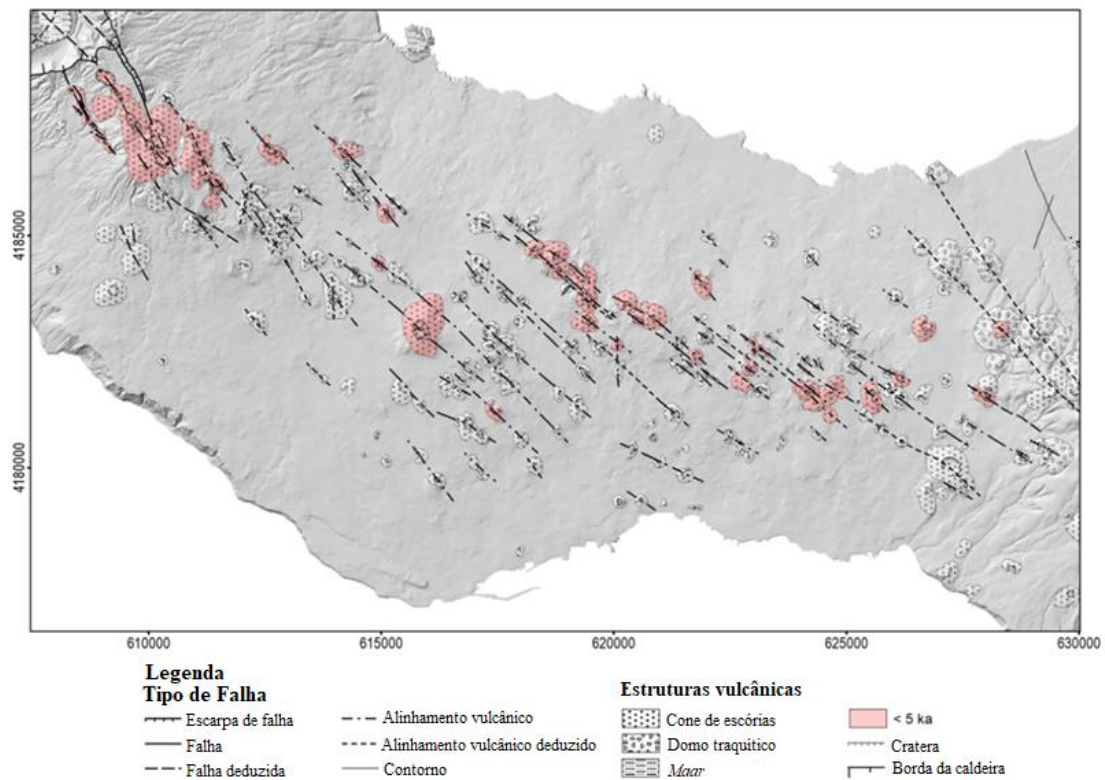 4185000
4180000
610000
615000
620000
625000
630000
Legenda
Tipo de Falha
Escarpa de falha
Falha
Falha deduzida
Alinhamento vulcânico
Alinhamento vulcânico deduzido
Contorno
Estruturas vulcânicas
Cone de escórias
Domo traquítico
Maar
< 5 ka
Cratera
Borda da caldeira